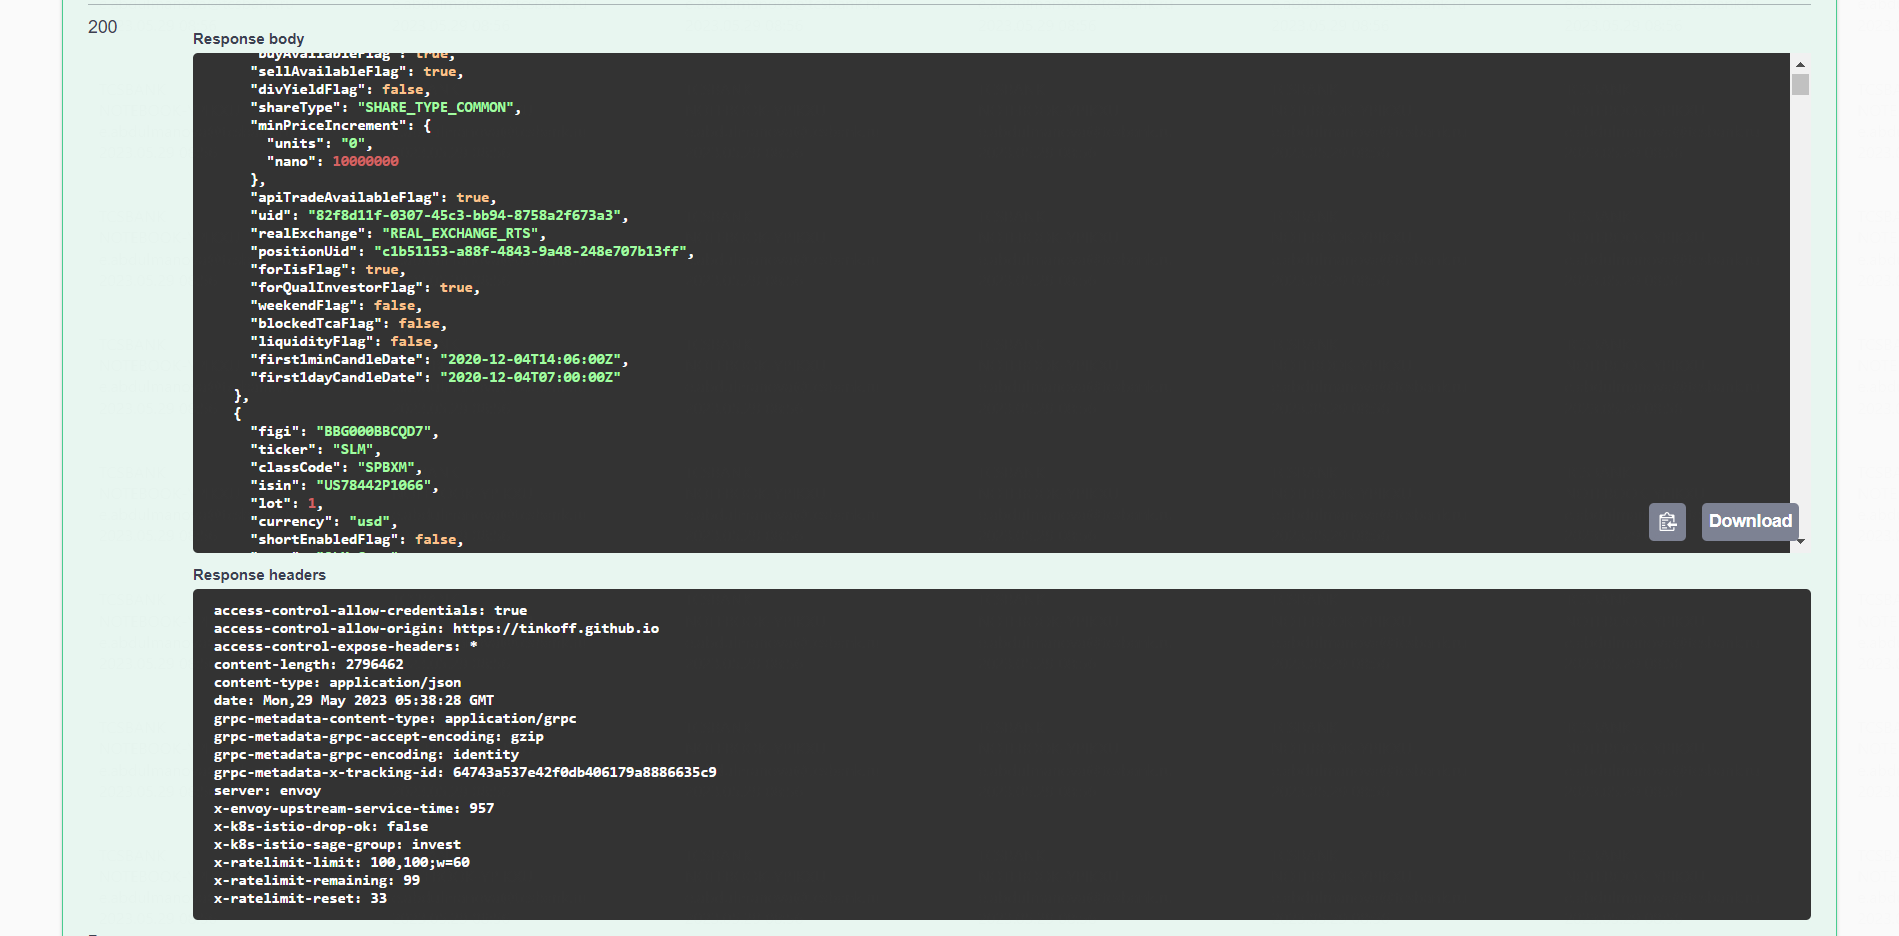 200
Response body
"buyAvailableFlag": true,
"sellAvailableFlag": true,
"divYieldFlag": false,
"shareType": "SHARE_TYPE_COMMON",
"minPriceIncrement": {
"units": "0",
"nano": 10000000
},
"apiTradeAvailableFlag": true,
"uid": "82f8d11f-0307-45c3-bb94-8758a2f673a3",
"realExchange": "REAL_EXCHANGE_RTS",
"positionUid": "c1b51153-a88f-4843-9a48-248e707b13ff",
"forIisFlag": true,
"forQualInvestorFlag": true,
"weekendFlag": false,
"blockedTcaFlag": false,
"liquidityFlag": false,
"first1minCandleDate": "2020-12-04T14:06:00Z",
"first1dayCandleDate": "2020-12-04T07:00:00Z"
},
{
"figi": "BBG000BBCQD7",
"ticker": "SLM",
"classCode": "SPBXM",
"isin": "US78442P1066",
"lot": 1,
"currency": "usd",
"shortEnabledFlag": false,
Download
Response headers
access-control-allow-credentials: true
access-control-allow-origin: https://tinkoff.github.io
access-control-expose-headers: *
content-length: 2796462
content-type: application/json
date: Mon,29 May 2023 05:38:28 GMT
grpc-metadata-content-type: application/grpc
grpc-metadata-grpc-accept-encoding: gzip
grpc-metadata-grpc-encoding: identity
grpc-metadata-x-tracking-id: 64743a537e42f0db406179a8886635c9
server: envoy
x-envoy-upstream-service-time: 957
x-k8s-istio-drop-ok: false
x-k8s-istio-sage-group: invest
x-ratelimit-limit: 100,100;w=60
x-ratelimit-remaining: 99
x-ratelimit-reset: 33